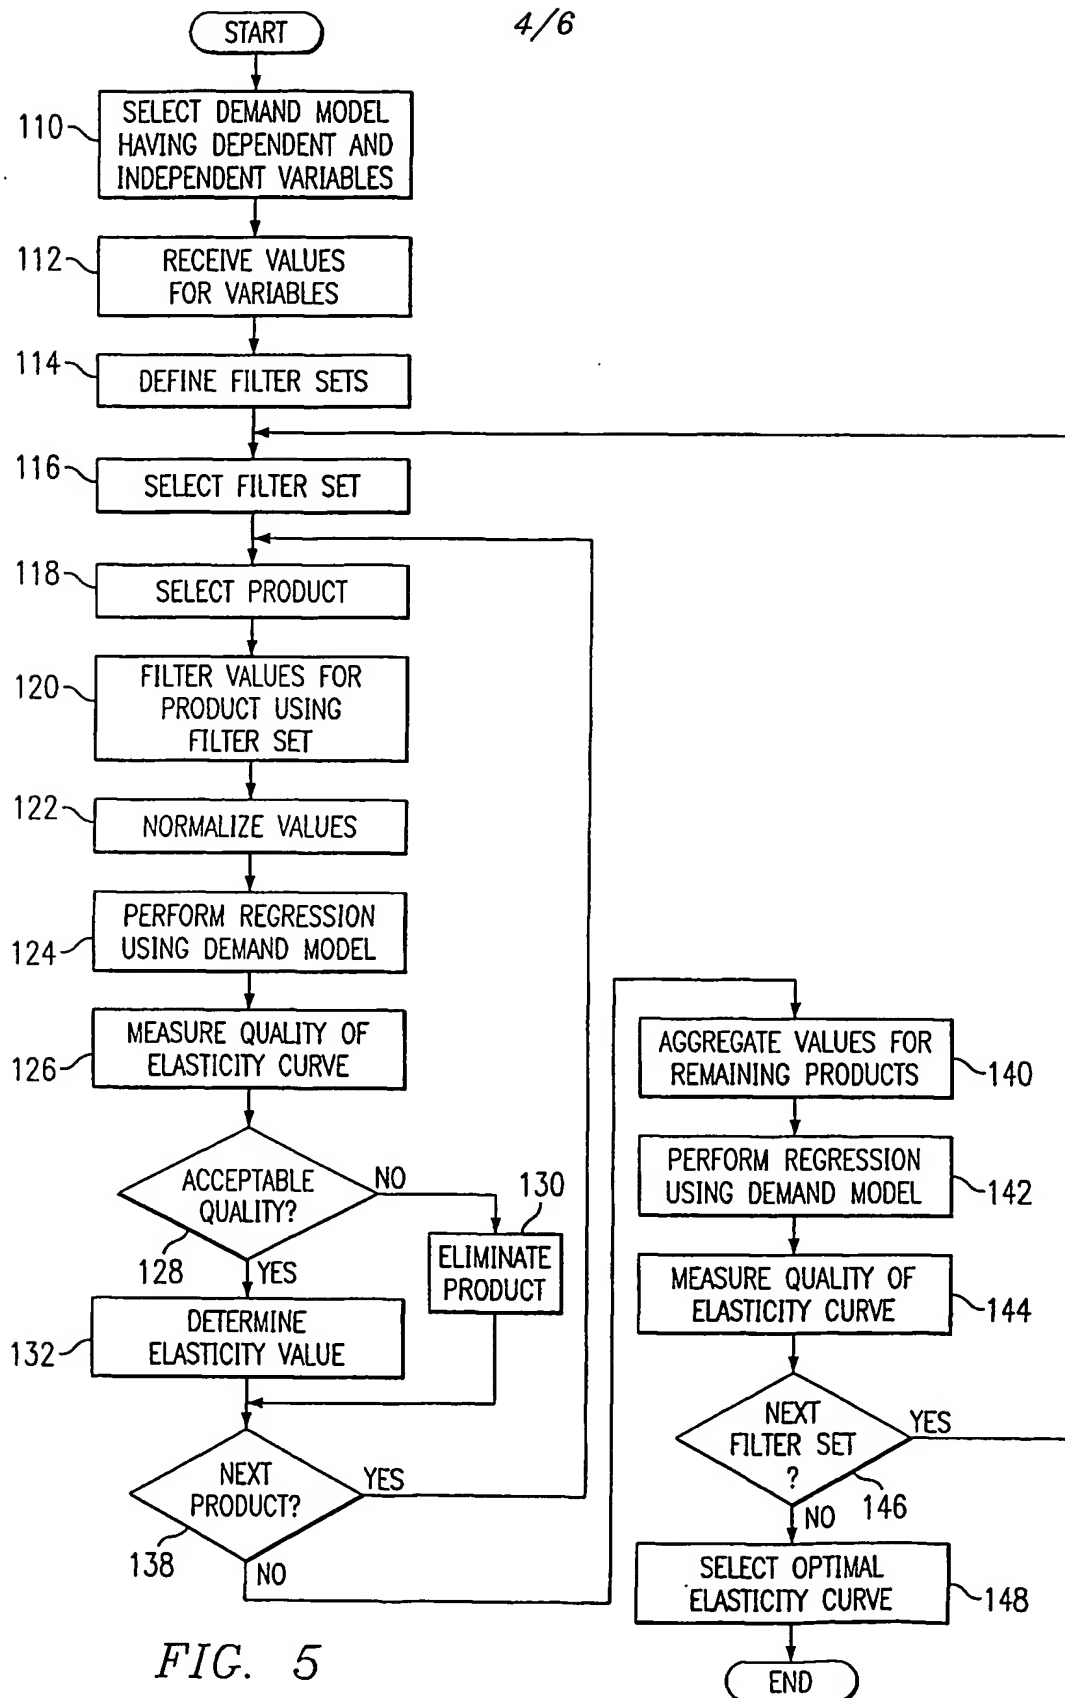 4/6
START
110
SELECT DEMAND MODEL
HAVING DEPENDENT AND
INDEPENDENT VARIABLES
112
RECEIVE VALUES
FOR VARIABLES
114
DEFINE FILTER SETS
116
SELECT FILTER SET
118
SELECT PRODUCT
120
FILTER VALUES FOR
PRODUCT USING
FILTER SET
122
NORMALIZE VALUES
124
PERFORM REGRESSION
USING DEMAND MODEL
126
MEASURE QUALITY OF
ELASTICITY CURVE
ACCEPTABLE
QUALITY?
128
NO
YES
130
ELIMINATE
PRODUCT
132
DETERMINE
ELASTICITY VALUE
NEXT
PRODUCT?
138
YES
NO
AGGREGATE VALUES FOR
REMAINING PRODUCTS
140
PERFORM REGRESSION
USING DEMAND MODEL
142
MEASURE QUALITY OF
ELASTICITY CURVE
144
NEXT
FILTER SET
?
146
YES
NO
SELECT OPTIMAL
ELASTICITY CURVE
148
END
FIG. 5